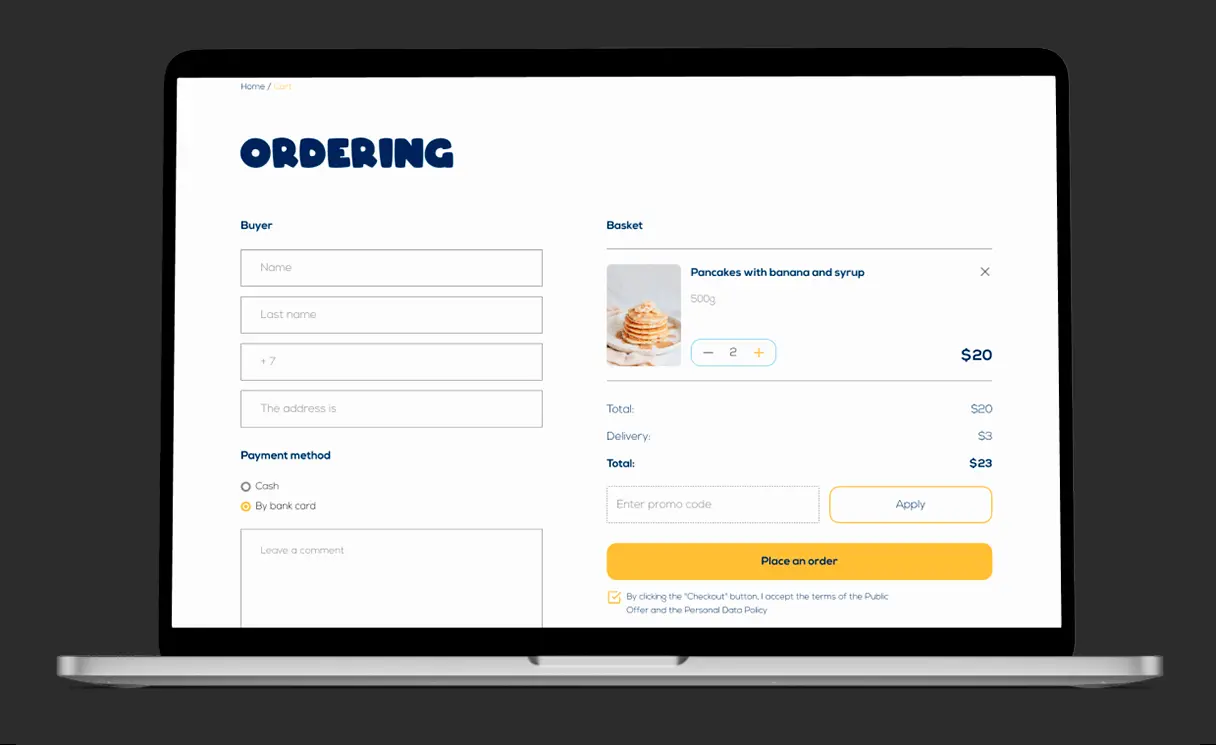 Home / Cart
ORDERING
Buyer
Name
Last name
+ 7
The address is
Payment method
Cash
By bank card
Leave a comment
Basket
Pancakes with banana and syrup
500g.
2
$20
Total: $20
Delivery: $3
Total: $23
Enter promo code
Apply
Place an order
By clicking the "Checkout" button, I accept the terms of the Public
Offer and the Personal Data Policy